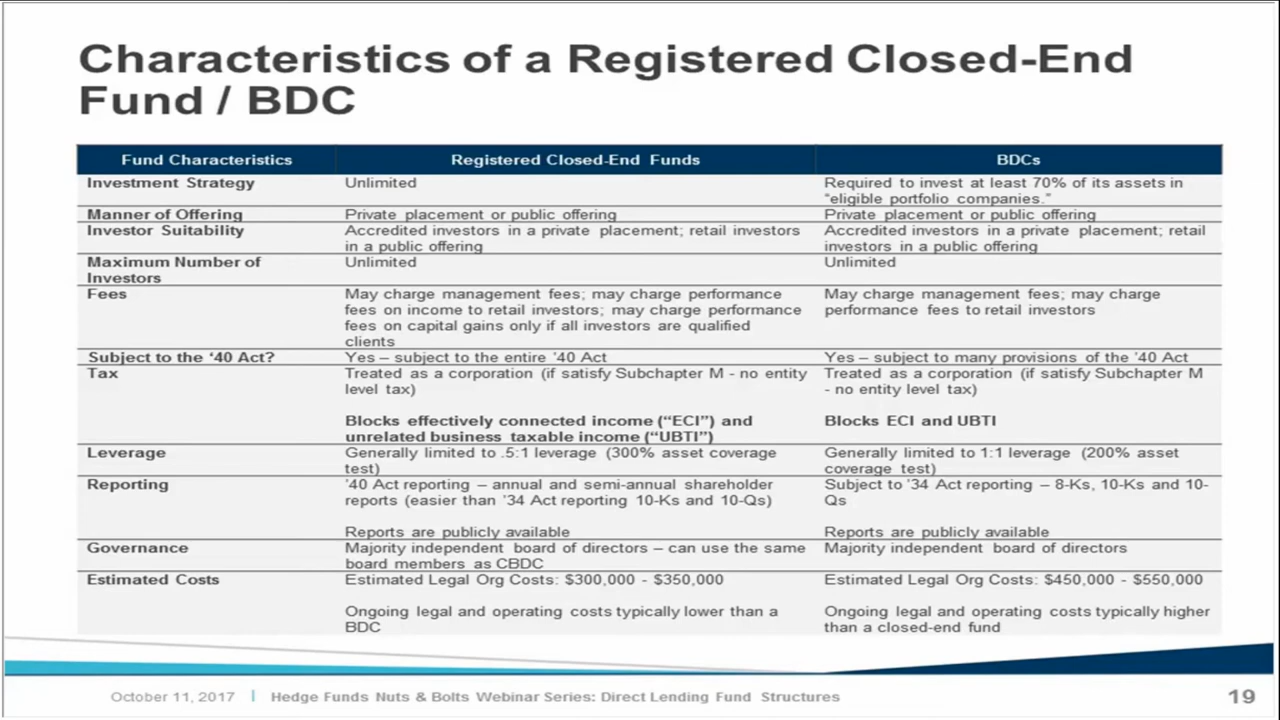 Characteristics of a Registered Closed-End
Fund / BDC
Fund Characteristics Registered Closed-End Funds BDCs
Investment Strategy Unlimited Required to invest at least 70% of its assets in
"eligible portfolio companies."
Manner of Offering Private placement or public offering Private placement or public offering
Investor Suitability Accredited investors in a private placement; retail investors Accredited investors in a private placement; retail
in a public offering investors in a public offering
Maximum Number of Unlimited Unlimited
Investors
Fees May charge management fees; may charge performance May charge management fees; may charge
fees on income to retail investors; may charge performance performance fees to retail investors
fees on capital gains only if all investors are qualified
clients
Subject to the '40 Act? Yes – subject to the entire '40 Act Yes – subject to many provisions of the '40 Act
Tax Treated as a corporation (if satisfy Subchapter M - no entity Treated as a corporation (if satisfy Subchapter M
level tax) - no entity level tax)
Blocks effectively connected income ("ECI") and Blocks ECI and UBTI
unrelated business taxable income ("UBTI")
Leverage Generally limited to .5:1 leverage (300% asset coverage Generally limited to 1:1 leverage (200% asset
test) coverage test)
Reporting '40 Act reporting – annual and semi-annual shareholder Subject to '34 Act reporting – 8-Ks, 10-Ks and 10-
reports (easier than '34 Act reporting 10-Ks and 10-Qs) Qs
Reports are publicly available Reports are publicly available
Governance Majority independent board of directors – can use the same Majority independent board of directors
board members as CBDC
Estimated Costs Estimated Legal Org Costs: $300,000 - $350,000 Estimated Legal Org Costs: $450,000 - $550,000
Ongoing legal and operating costs typically lower than a Ongoing legal and operating costs typically higher
BDC than a closed-end fund
October 11, 2017 | Hedge Funds Nuts & Bolts Webinar Series: Direct Lending Fund Structures 19